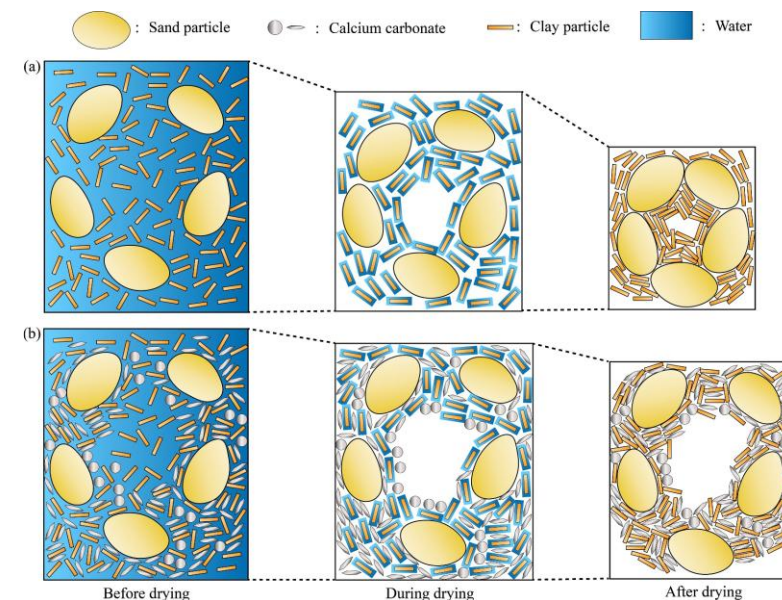 : Sand particle : Calcium carbonate : Clay particle : Water
(a)
(b)
Before drying During drying After drying